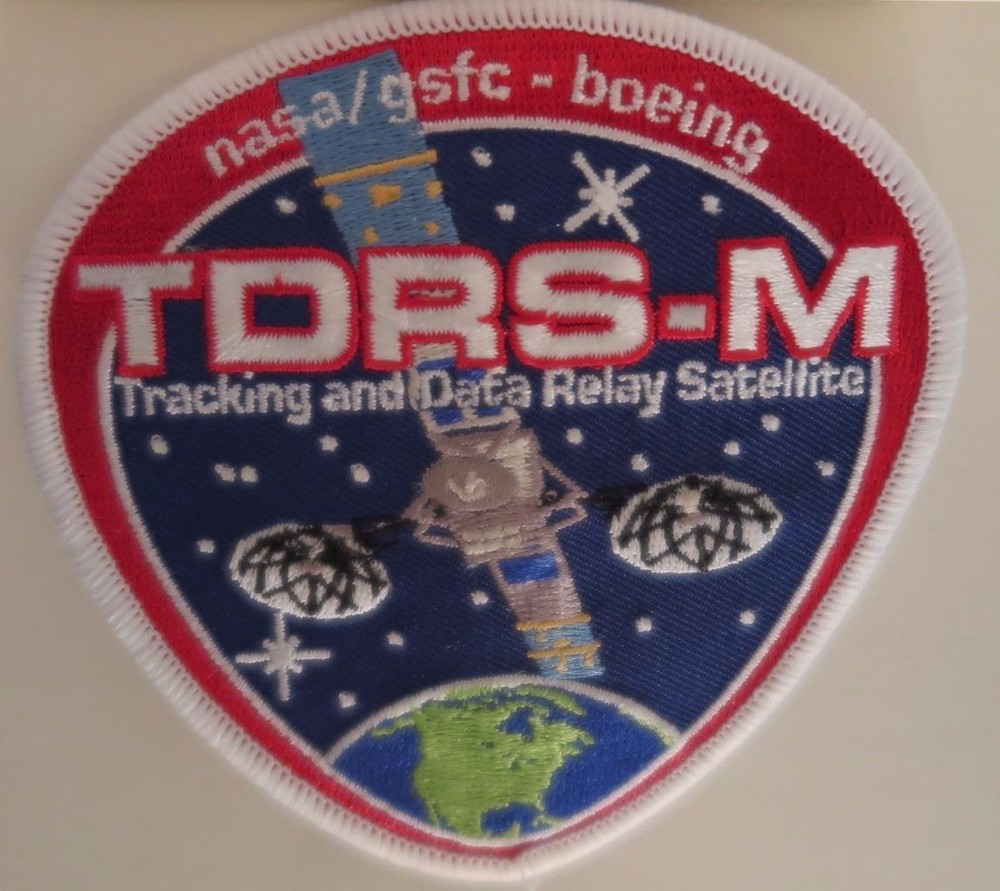 nasa/gsfc - boeing
TDRS-M
Tracking and Data Relay Satellite